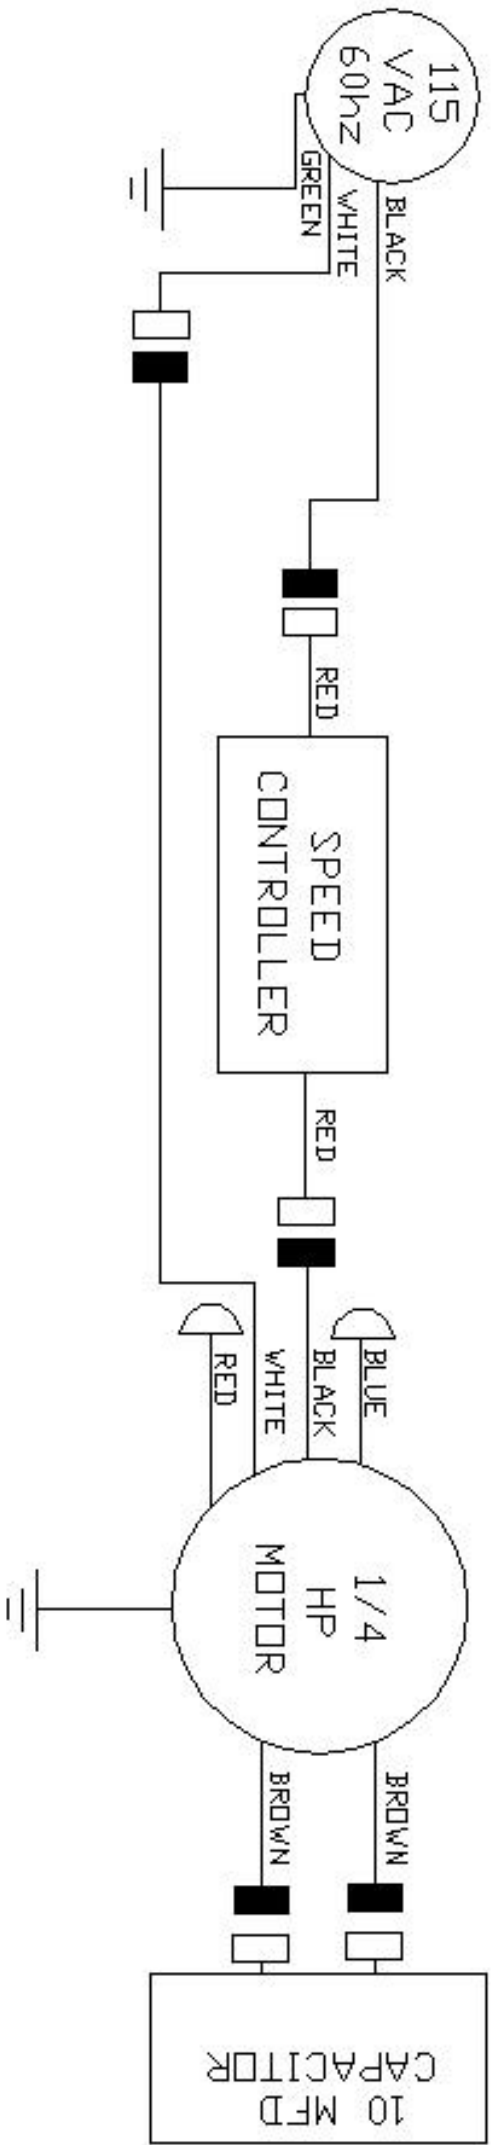 115
VAC
60hz
BLACK
WHITE
GREEN
RED
SPEED
CONTROLLER
RED
BLUE
BLACK
WHITE
RED
1/4
HP
MOTOR
BROWN
BROWN
10 MFD
CAPACITOR